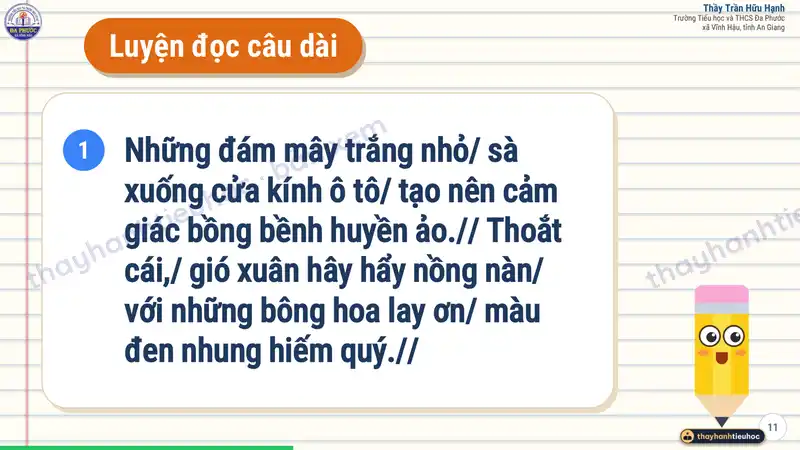 Thầy Trần Hữu Hạnh
Trường Tiểu học và THCS Đa Phước
xã Vĩnh Hậu, tỉnh An Giang
ĐA PHƯỚC
Luyện đọc câu dài
1
Những đám mây trắng nhỏ/ sà
xuống cửa kính ô tô/ tạo nên cảm
giác bồng bềnh huyền ảo.// Thoắt
cái,/ gió xuân hây hẩy nồng nàn/
với những bông hoa lay ơn/ màu
đen nhung hiếm quý.//
thayhanhtieuhoc
11